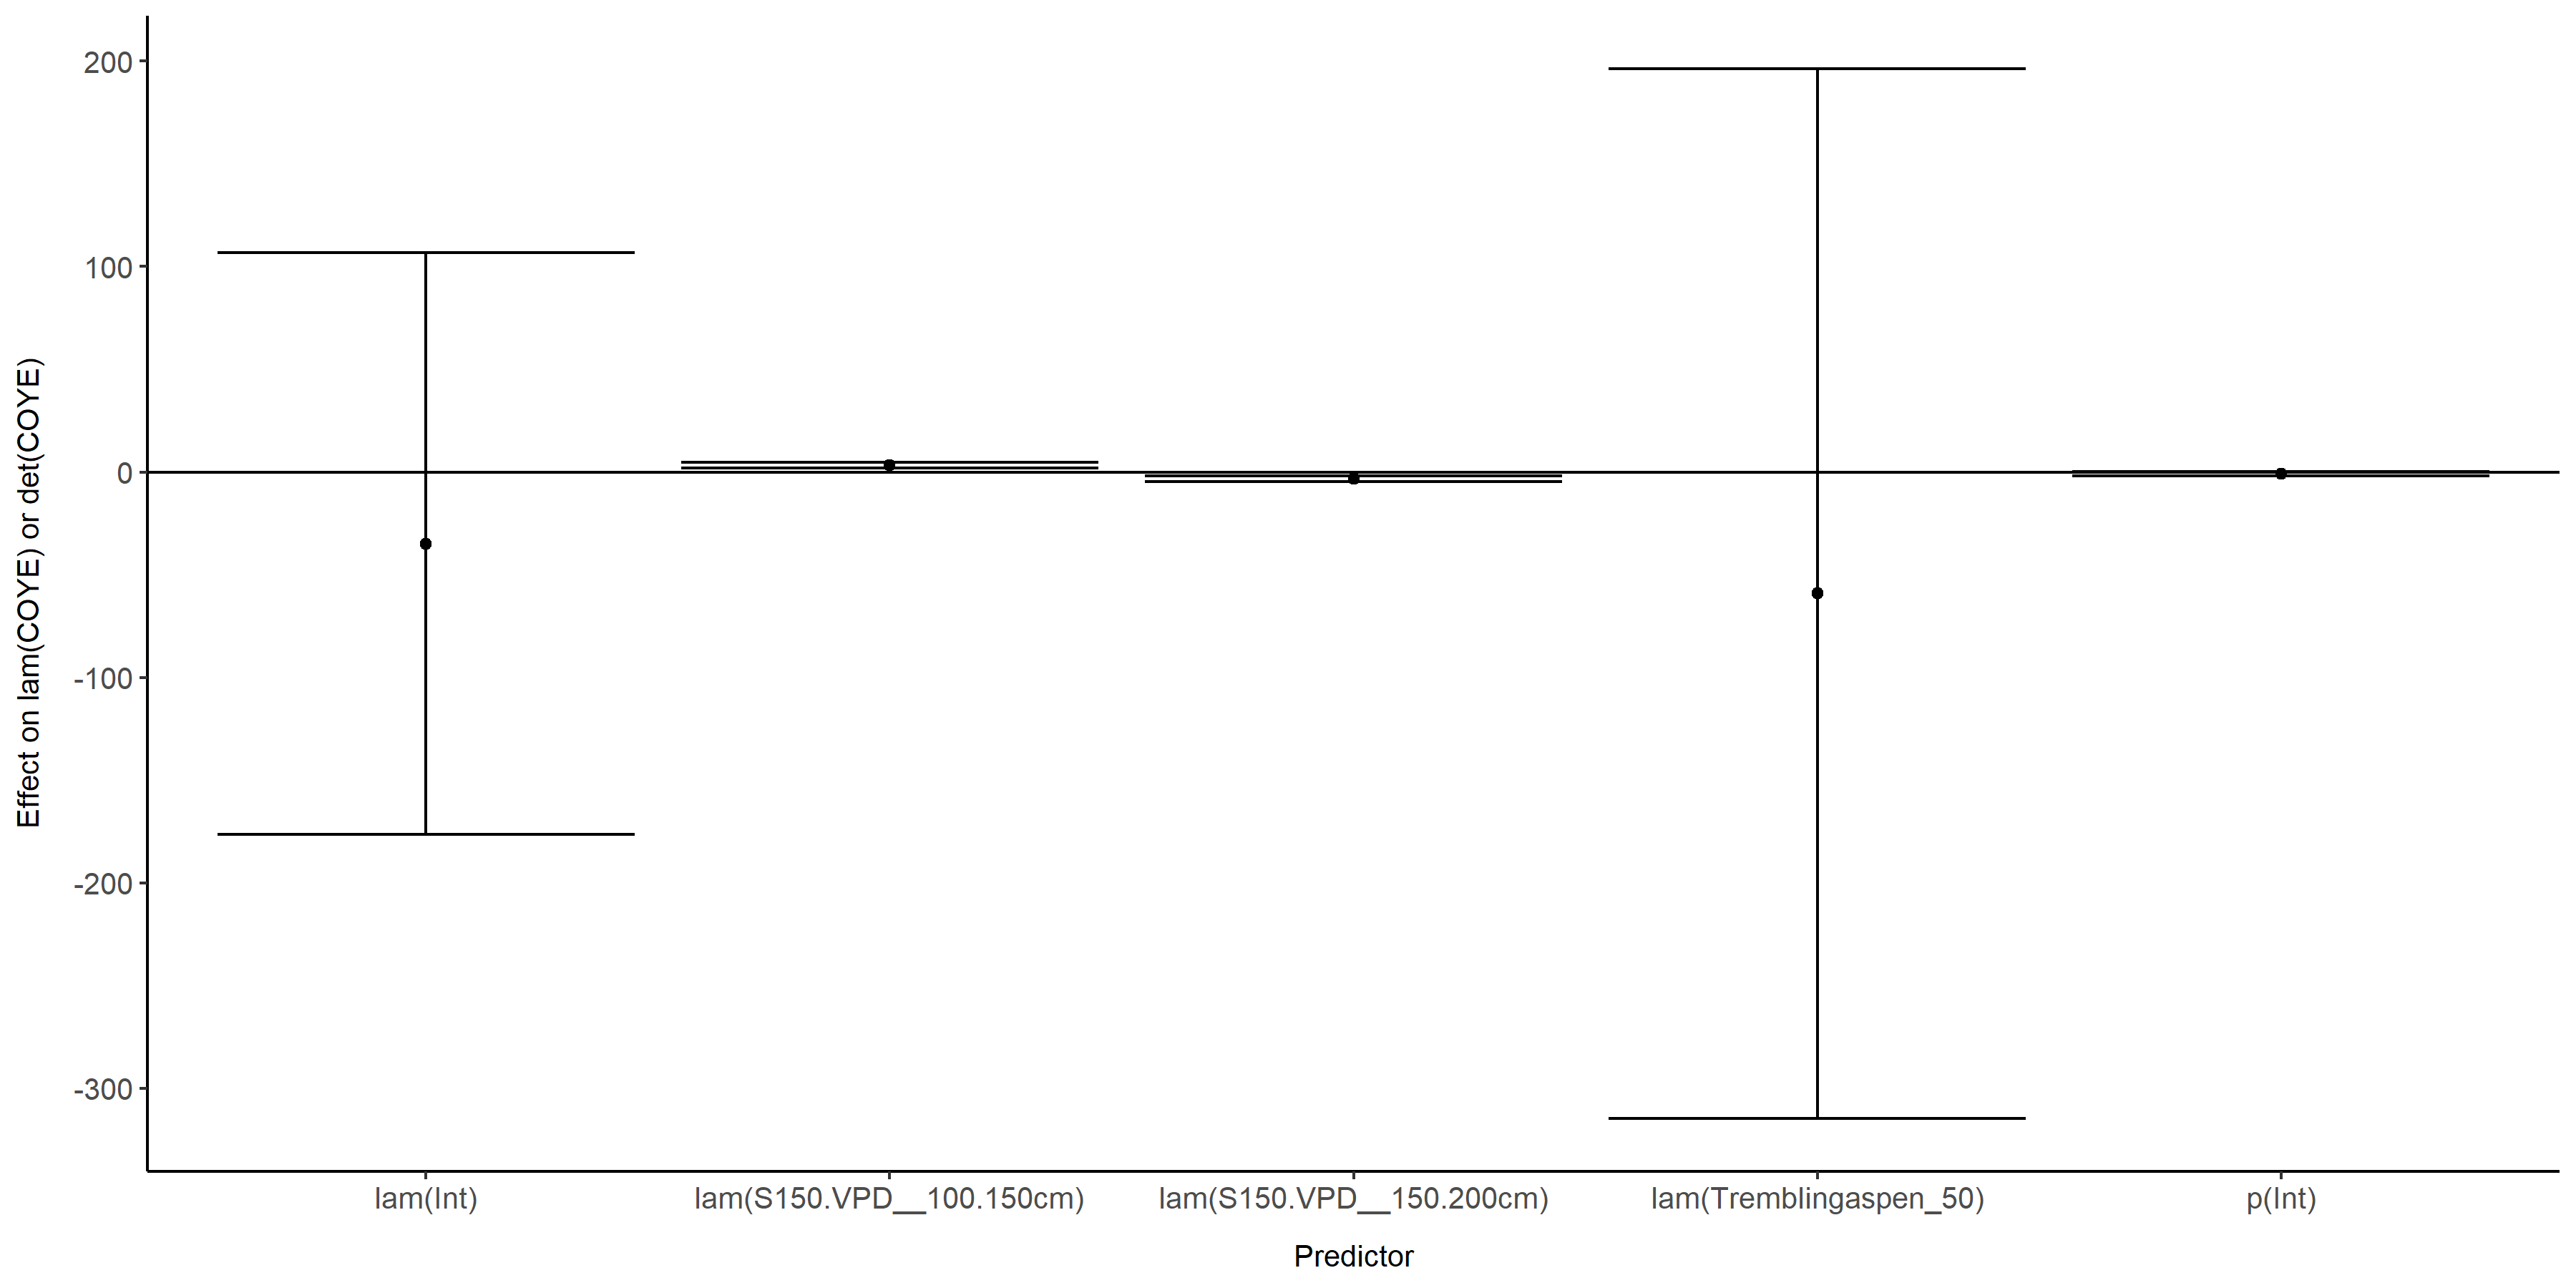 Effect on lam(COYE) or det(COYE)
200
100
0
-100
-200
-300
lam(Int)
lam(S150.VPD__100.150cm)
lam(S150.VPD__150.200cm)
lam(Tremblingaspen_50)
p(Int)
Predictor